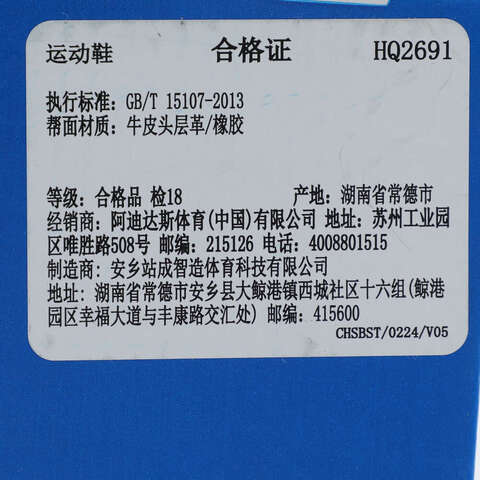 运动鞋 合格证 HQ2691
执行标准: GB/T 15107-2013
帮面材质: 牛皮头层革/橡胶
等级: 合格品 检18 产地: 湖南省常德市
经销商: 阿迪达斯体育(中国)有限公司 地址: 苏州工业园
区唯胜路508号 邮编: 215126 电话: 4008801515
制造商: 安乡站成智造体育科技有限公司
地址: 湖南省常德市安乡县大鲸港镇西城社区十六组(鲸港
园区幸福大道与丰康路交汇处) 邮编: 415600
CHSBST/0224/V05